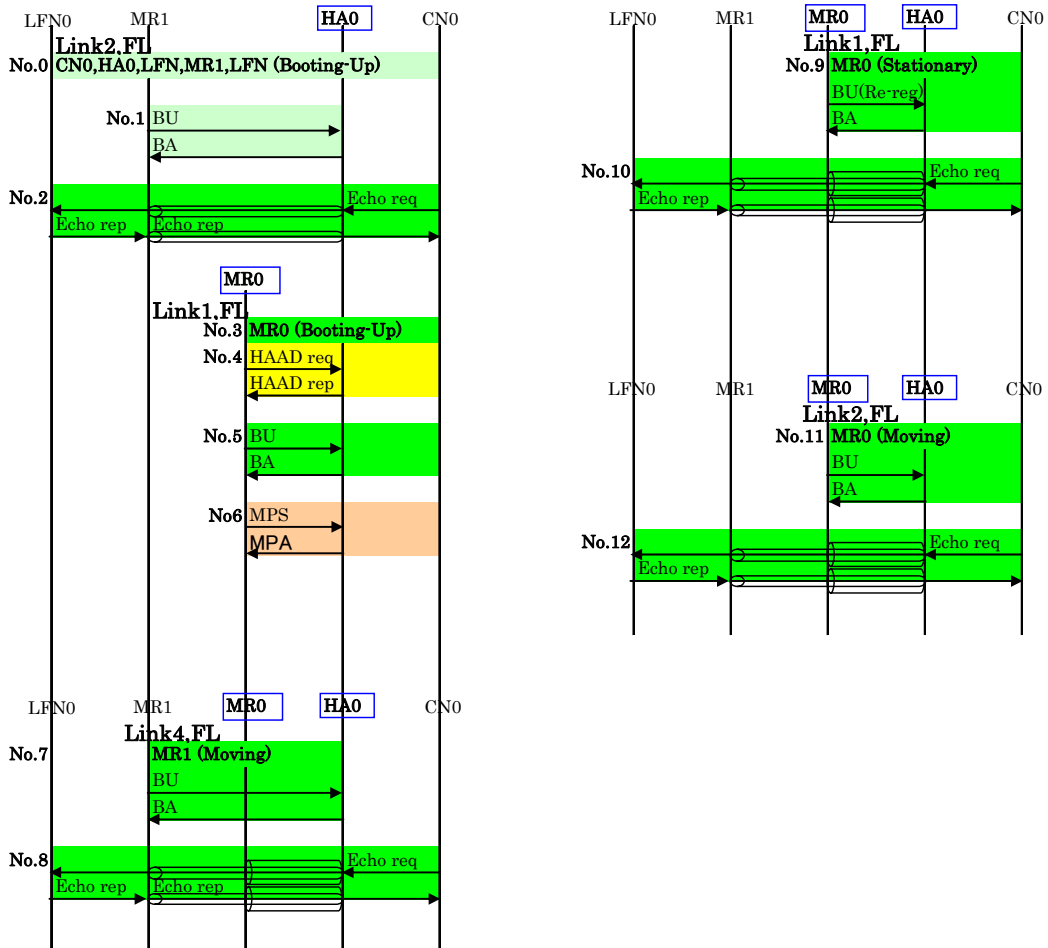 LFN0 MR1 HA0 CN0
Link2,FL
No.0 CN0,HA0,LFN,MR1,LFN (Booting-Up)
No.1 BU
BA
No.2 Echo req
Echo rep Echo rep
MR0
Link1,FL
No.3 MR0 (Booting-Up)
No.4 HAAD req
HAAD rep
No.5 BU
BA
No6 MPS
MPA
LFN0 MR1 MR0 HA0 CN0
Link4,FL
No.7 MR1 (Moving)
BU
BA
No.8 Echo req
Echo rep Echo rep
LFN0 MR1 MR0 HA0 CN0
Link1,FL
No.9 MR0 (Stationary)
BU(Re-reg)
BA
No.10 Echo req
Echo rep
LFN0 MR1 MR0 HA0 CN0
Link2,FL
No.11 MR0 (Moving)
BU
BA
No.12 Echo req
Echo rep